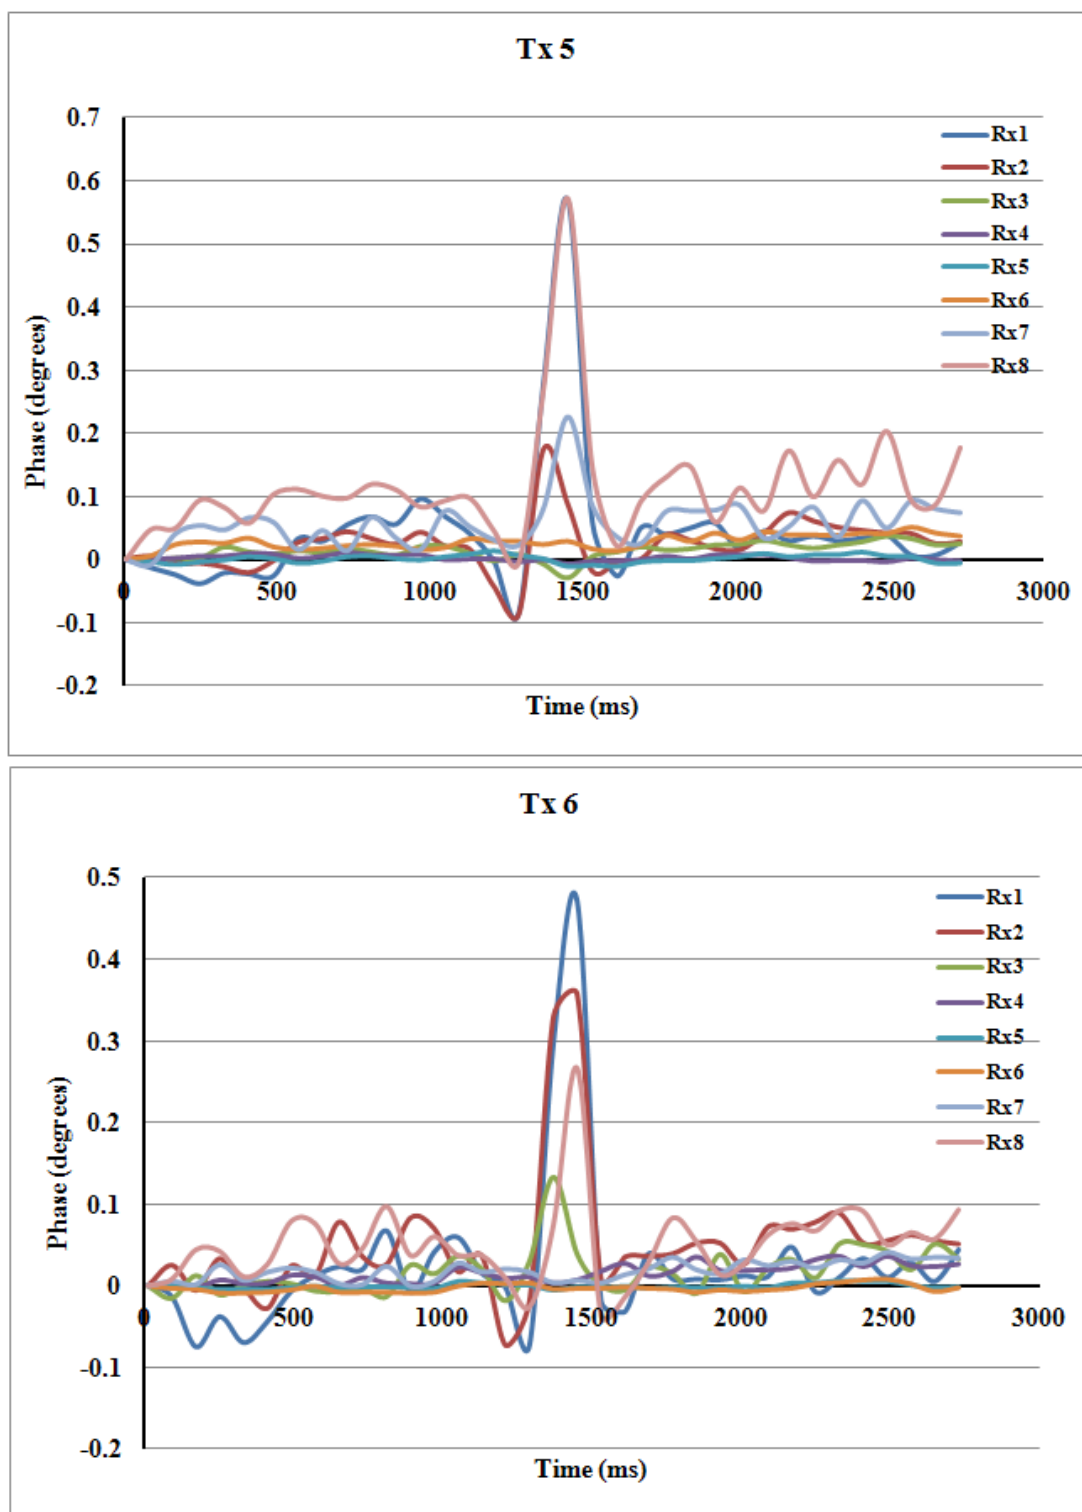 Tx 5
0.7
0.6
0.5
0.4
0.3
0.2
0.1
0
-0.1
-0.2
Phase (degrees)
0 500 1000 1500 2000 2500 3000
Time (ms)
Rx1
Rx2
Rx3
Rx4
Rx5
Rx6
Rx7
Rx8
Tx 6
0.5
0.4
0.3
0.2
0.1
0
-0.1
-0.2
Phase (degrees)
0 500 1000 1500 2000 2500 3000
Time (ms)
Rx1
Rx2
Rx3
Rx4
Rx5
Rx6
Rx7
Rx8